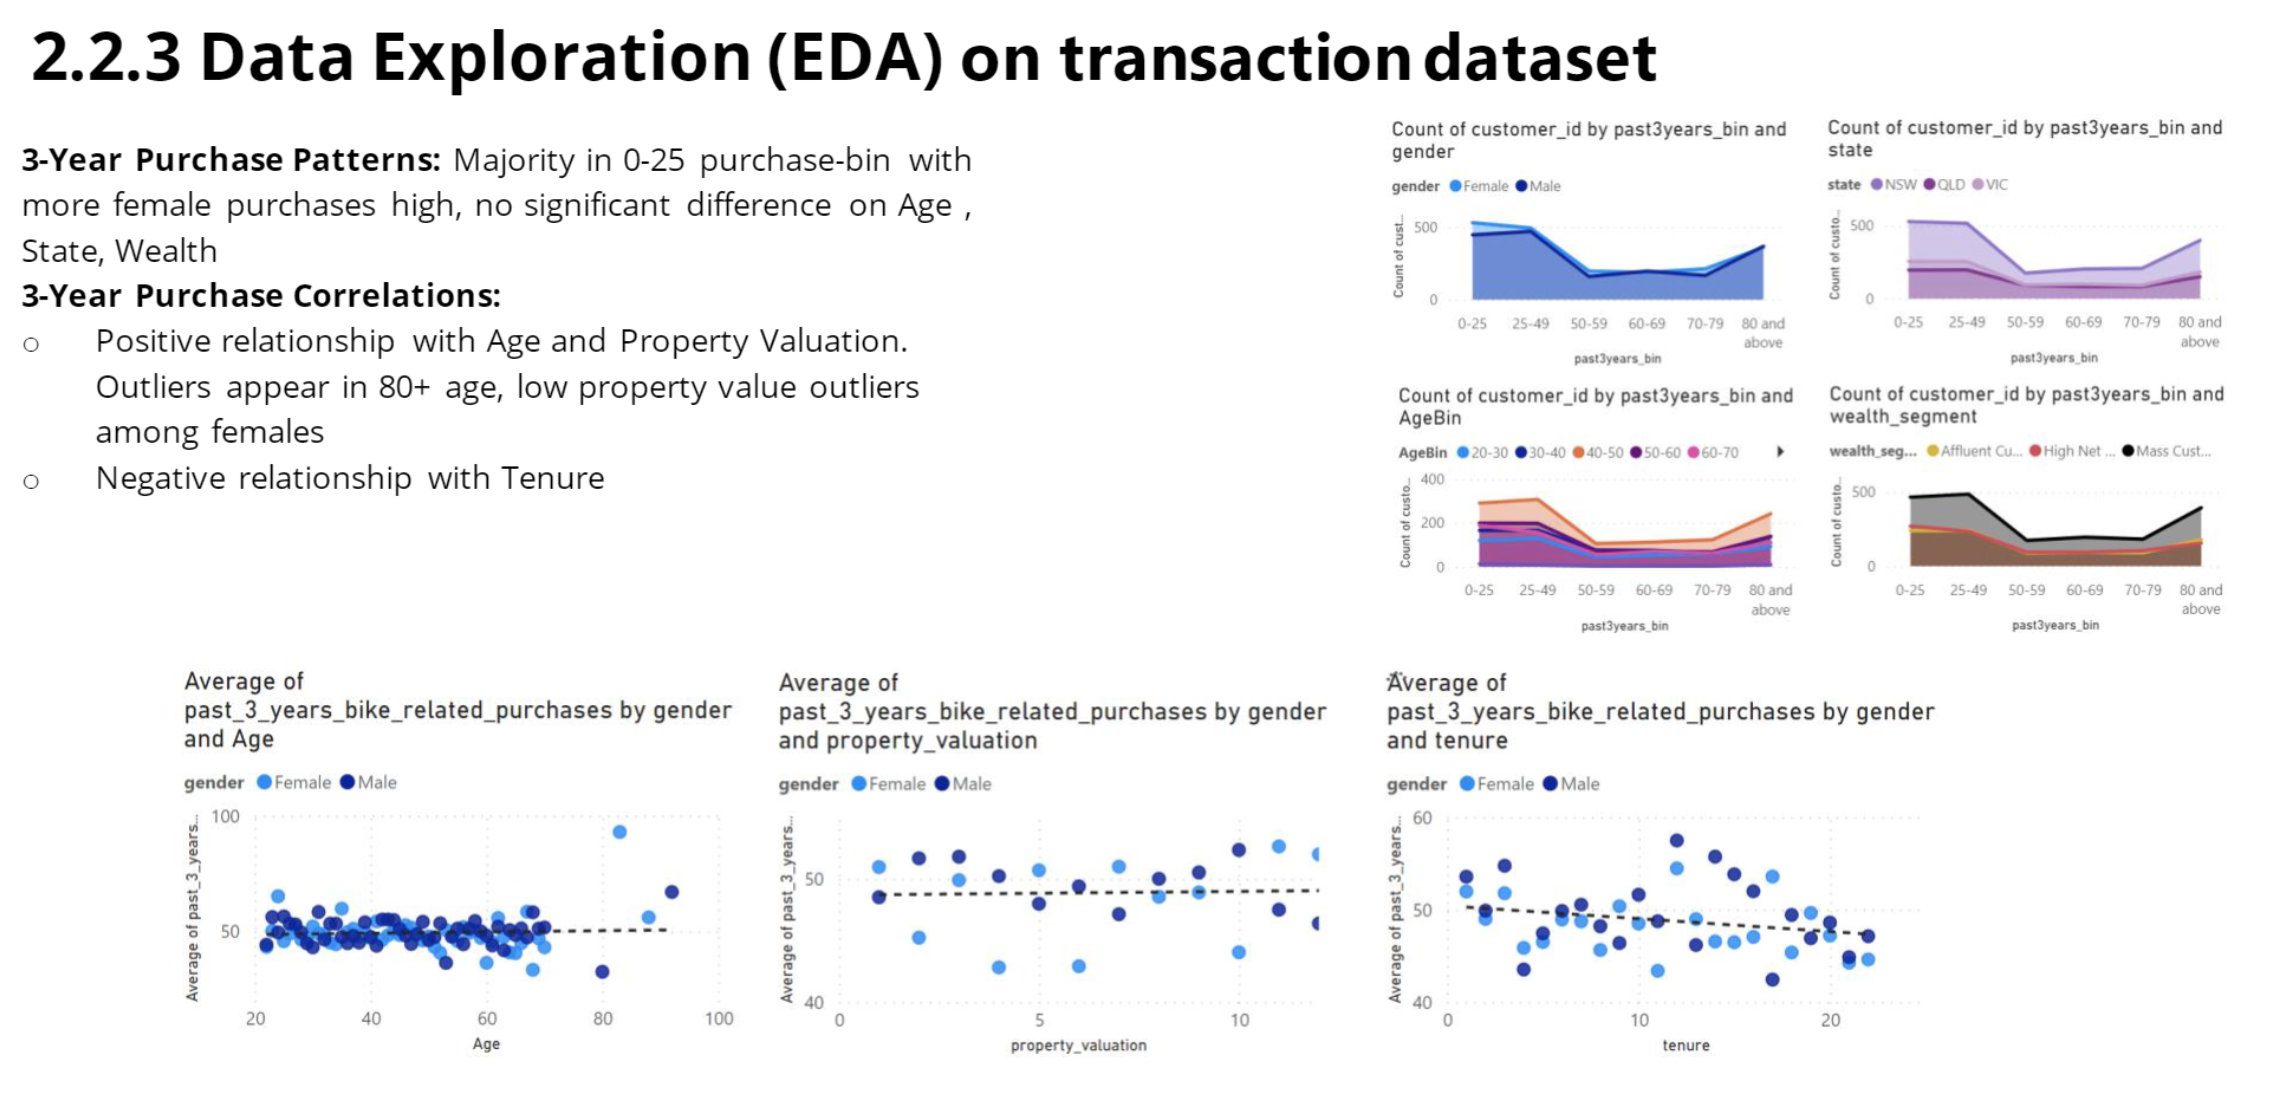 2.2.3 Data Exploration (EDA) on transaction dataset
3-Year Purchase Patterns: Majority in 0-25 purchase-bin with
more female purchases high, no significant difference on Age ,
State, Wealth
3-Year Purchase Correlations:
○ Positive relationship with Age and Property Valuation.
Outliers appear in 80+ age, low property value outliers
among females
○ Negative relationship with Tenure
Count of customer_id by past3years_bin and
gender
gender Female Male
Count of cust...
500
0
0-25 25-49 50-59 60-69 70-79 80 and
above
past3years_bin
Count of customer_id by past3years_bin and
state
state NSW QLD VIC
Count of custo...
500
0
0-25 25-49 50-59 60-69 70-79 80 and
above
past3years_bin
Count of customer_id by past3years_bin and
AgeBin
AgeBin 20-30 30-40 40-50 50-60 60-70
Count of custo...
400
200
0
0-25 25-49 50-59 60-69 70-79 80 and
above
past3years_bin
Count of customer_id by past3years_bin and
wealth_segment
wealth_seg... Affluent Cu... High Net ... Mass Cust...
Count of custo...
500
0
0-25 25-49 50-59 60-69 70-79 80 and
above
past3years_bin
Average of
past_3_years_bike_related_purchases by gender
and Age
gender Female Male
Average of past_3_years...
100
50
20 40 60 80 100
Age
Average of
past_3_years_bike_related_purchases by gender
and property_valuation
gender Female Male
Average of past_3_years...
50
40
0 5 10
property_valuation
Average of
past_3_years_bike_related_purchases by gender
and tenure
gender Female Male
Average of past_3_years...
60
50
40
0 10 20
tenure